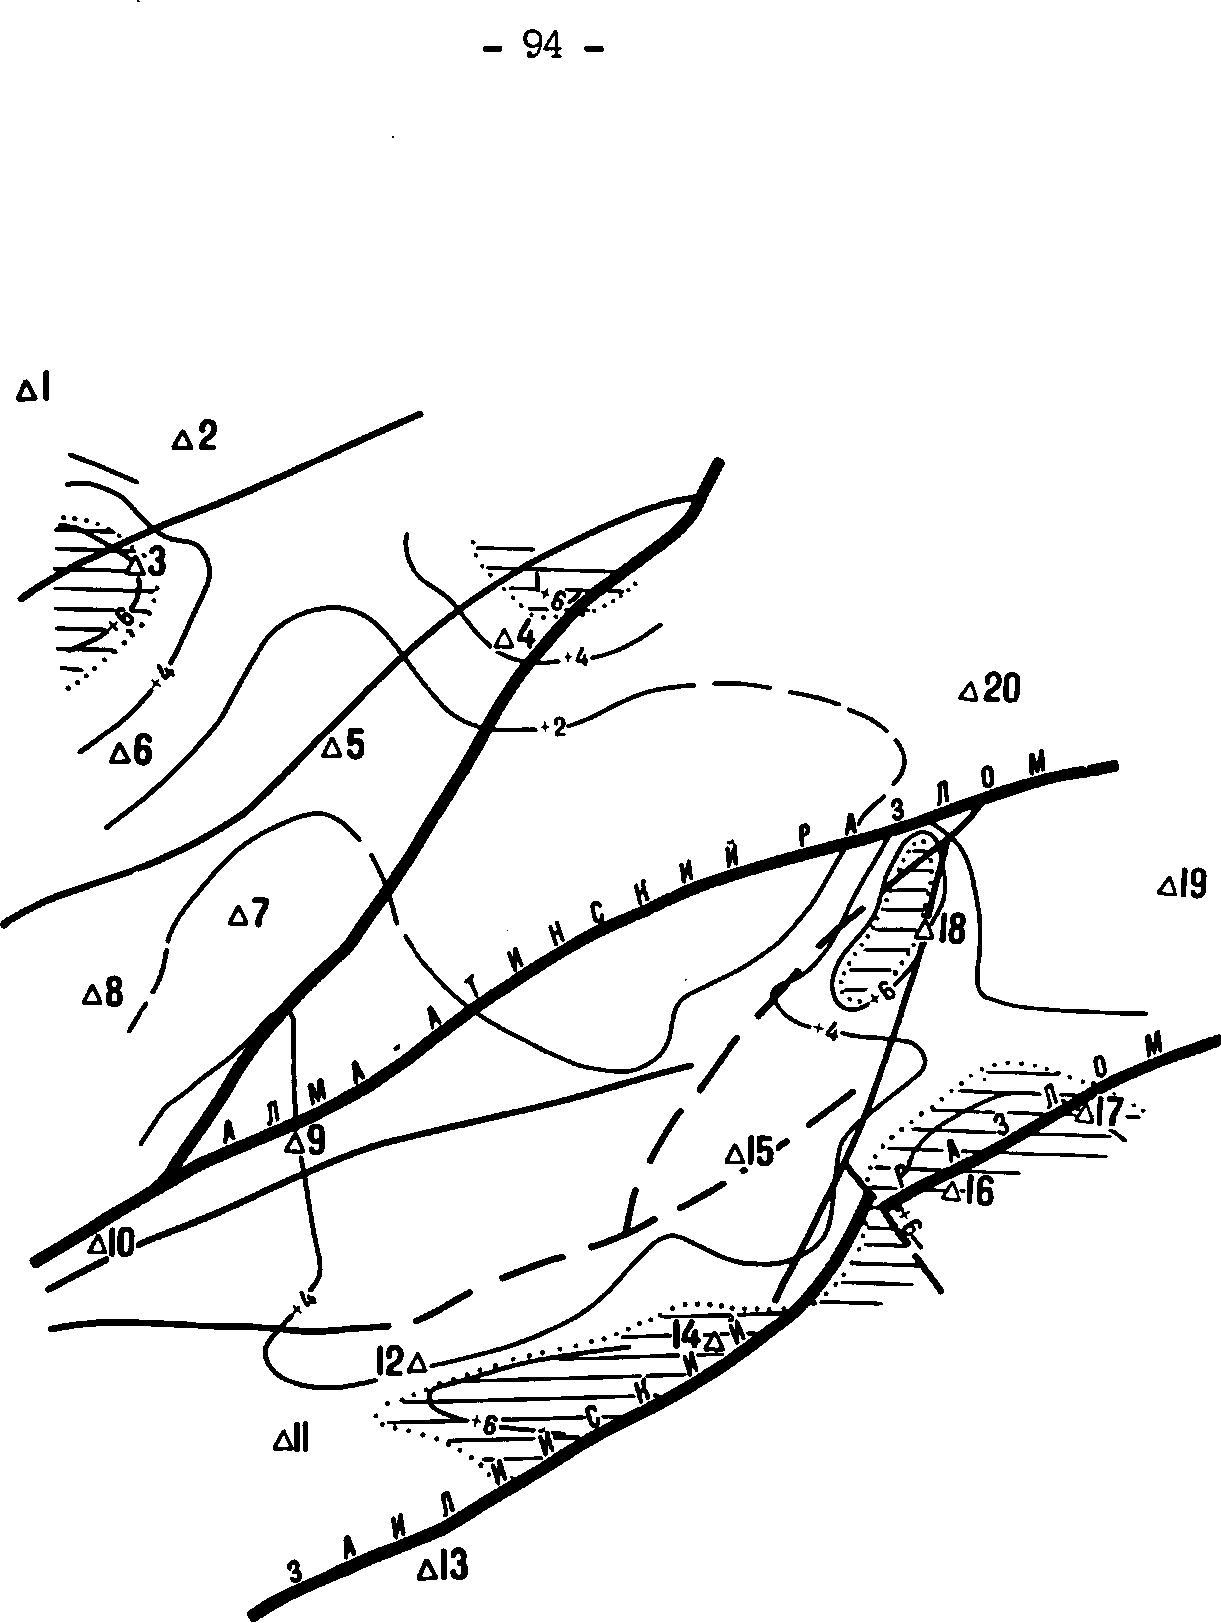 - 94 -
Δ1
Δ2
Δ3
+6
+4
+6
Δ4
+4
Δ20
Δ6
Δ5
+2
АЛМА-АТИНСКИЙ РАЗЛОМ
Δ7
Δ19
Δ18
Δ8
+6
+4
Δ9
Δ15
Δ17
Δ16
Δ10
+6
+4
12Δ
14Δ
+6
Δ11
ЗАИЛИЙСКИЙ РАЗЛОМ
Δ13